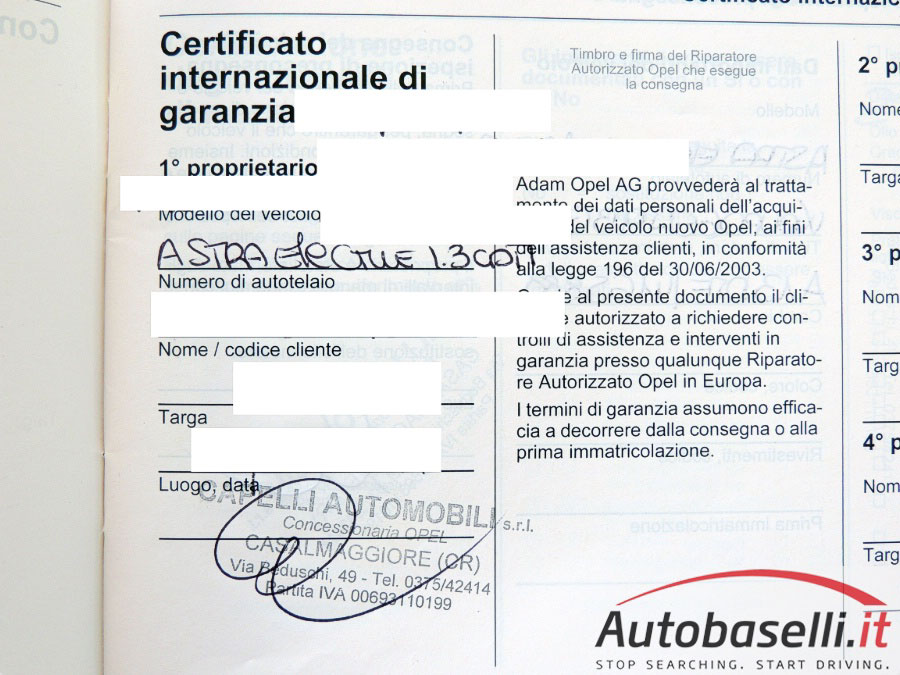 Certificato
internazionale di
garanzia
1° proprietario
Modello del veicolo
ASTRA 1.3 CDTI
Numero di autotelaio
Nome / codice cliente
Targa
Luogo, data
CAPELLI AUTOMOBILI s.r.l.
Concessionaria OPEL
CASALMAGGIORE (CR)
Via Beduschi, 49 - Tel. 0375/42414
Partita IVA 00693110199
Timbro e firma del Riparatore
Autorizzato Opel che esegue
la consegna
Adam Opel AG provvederà al tratta-
mento dei dati personali dell'acqui-
del veicolo nuovo Opel, ai fini
dell'assistenza clienti, in conformità
alla legge 196 del 30/06/2003.
al presente documento il cli-
autorizzato a richiedere con-
trolli di assistenza e interventi in
garanzia presso qualunque Riparato-
re Autorizzato Opel in Europa.
I termini di garanzia assumono effica-
cia a decorrere dalla consegna o alla
prima immatricolazione.
2°
Nome
Targa
3° p
Nom
Targ
4° p
Nom
Targ
Autobaselli.it
STOP SEARCHING. START DRIVING.